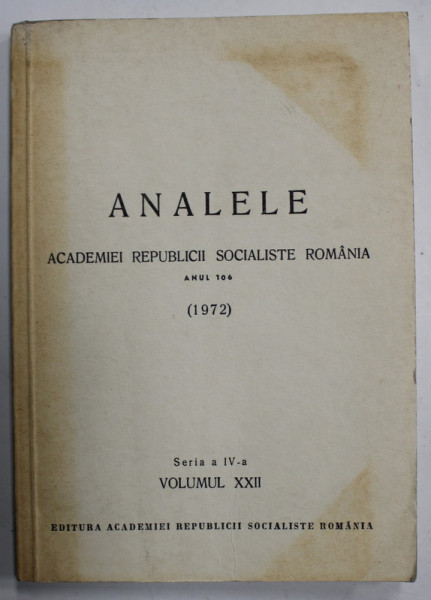 ANALELE
ACADEMIEI REPUBLICII SOCIALISTE ROMÂNIA
ANUL 106
(1972)
Seria a IV-a
VOLUMUL XXII
EDITURA ACADEMIEI REPUBLICII SOCIALISTE ROMÂNIA